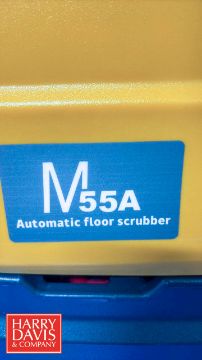 M55A
Automatic floor scrubber
HARRY
DAVIS
& COMPANY